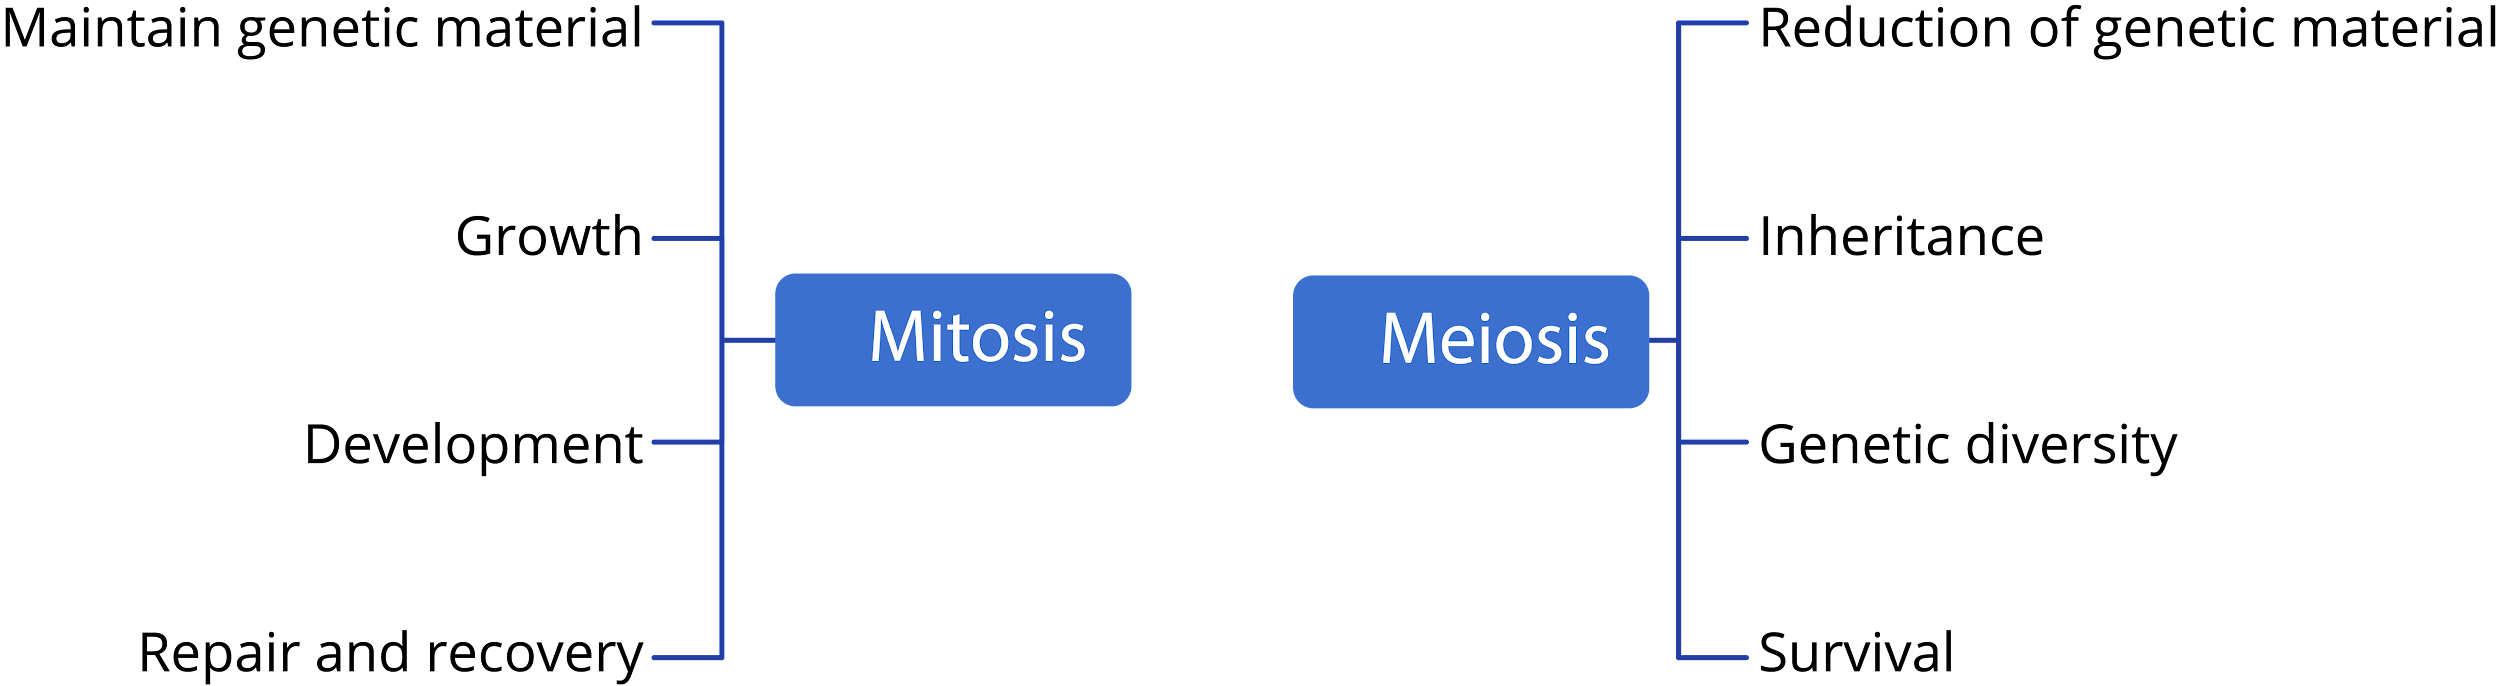 Maintain genetic material
Growth
Development
Repair and recovery
Mitosis
Meiosis
Reduction of genetic material
Inheritance
Genetic diversity
Survival